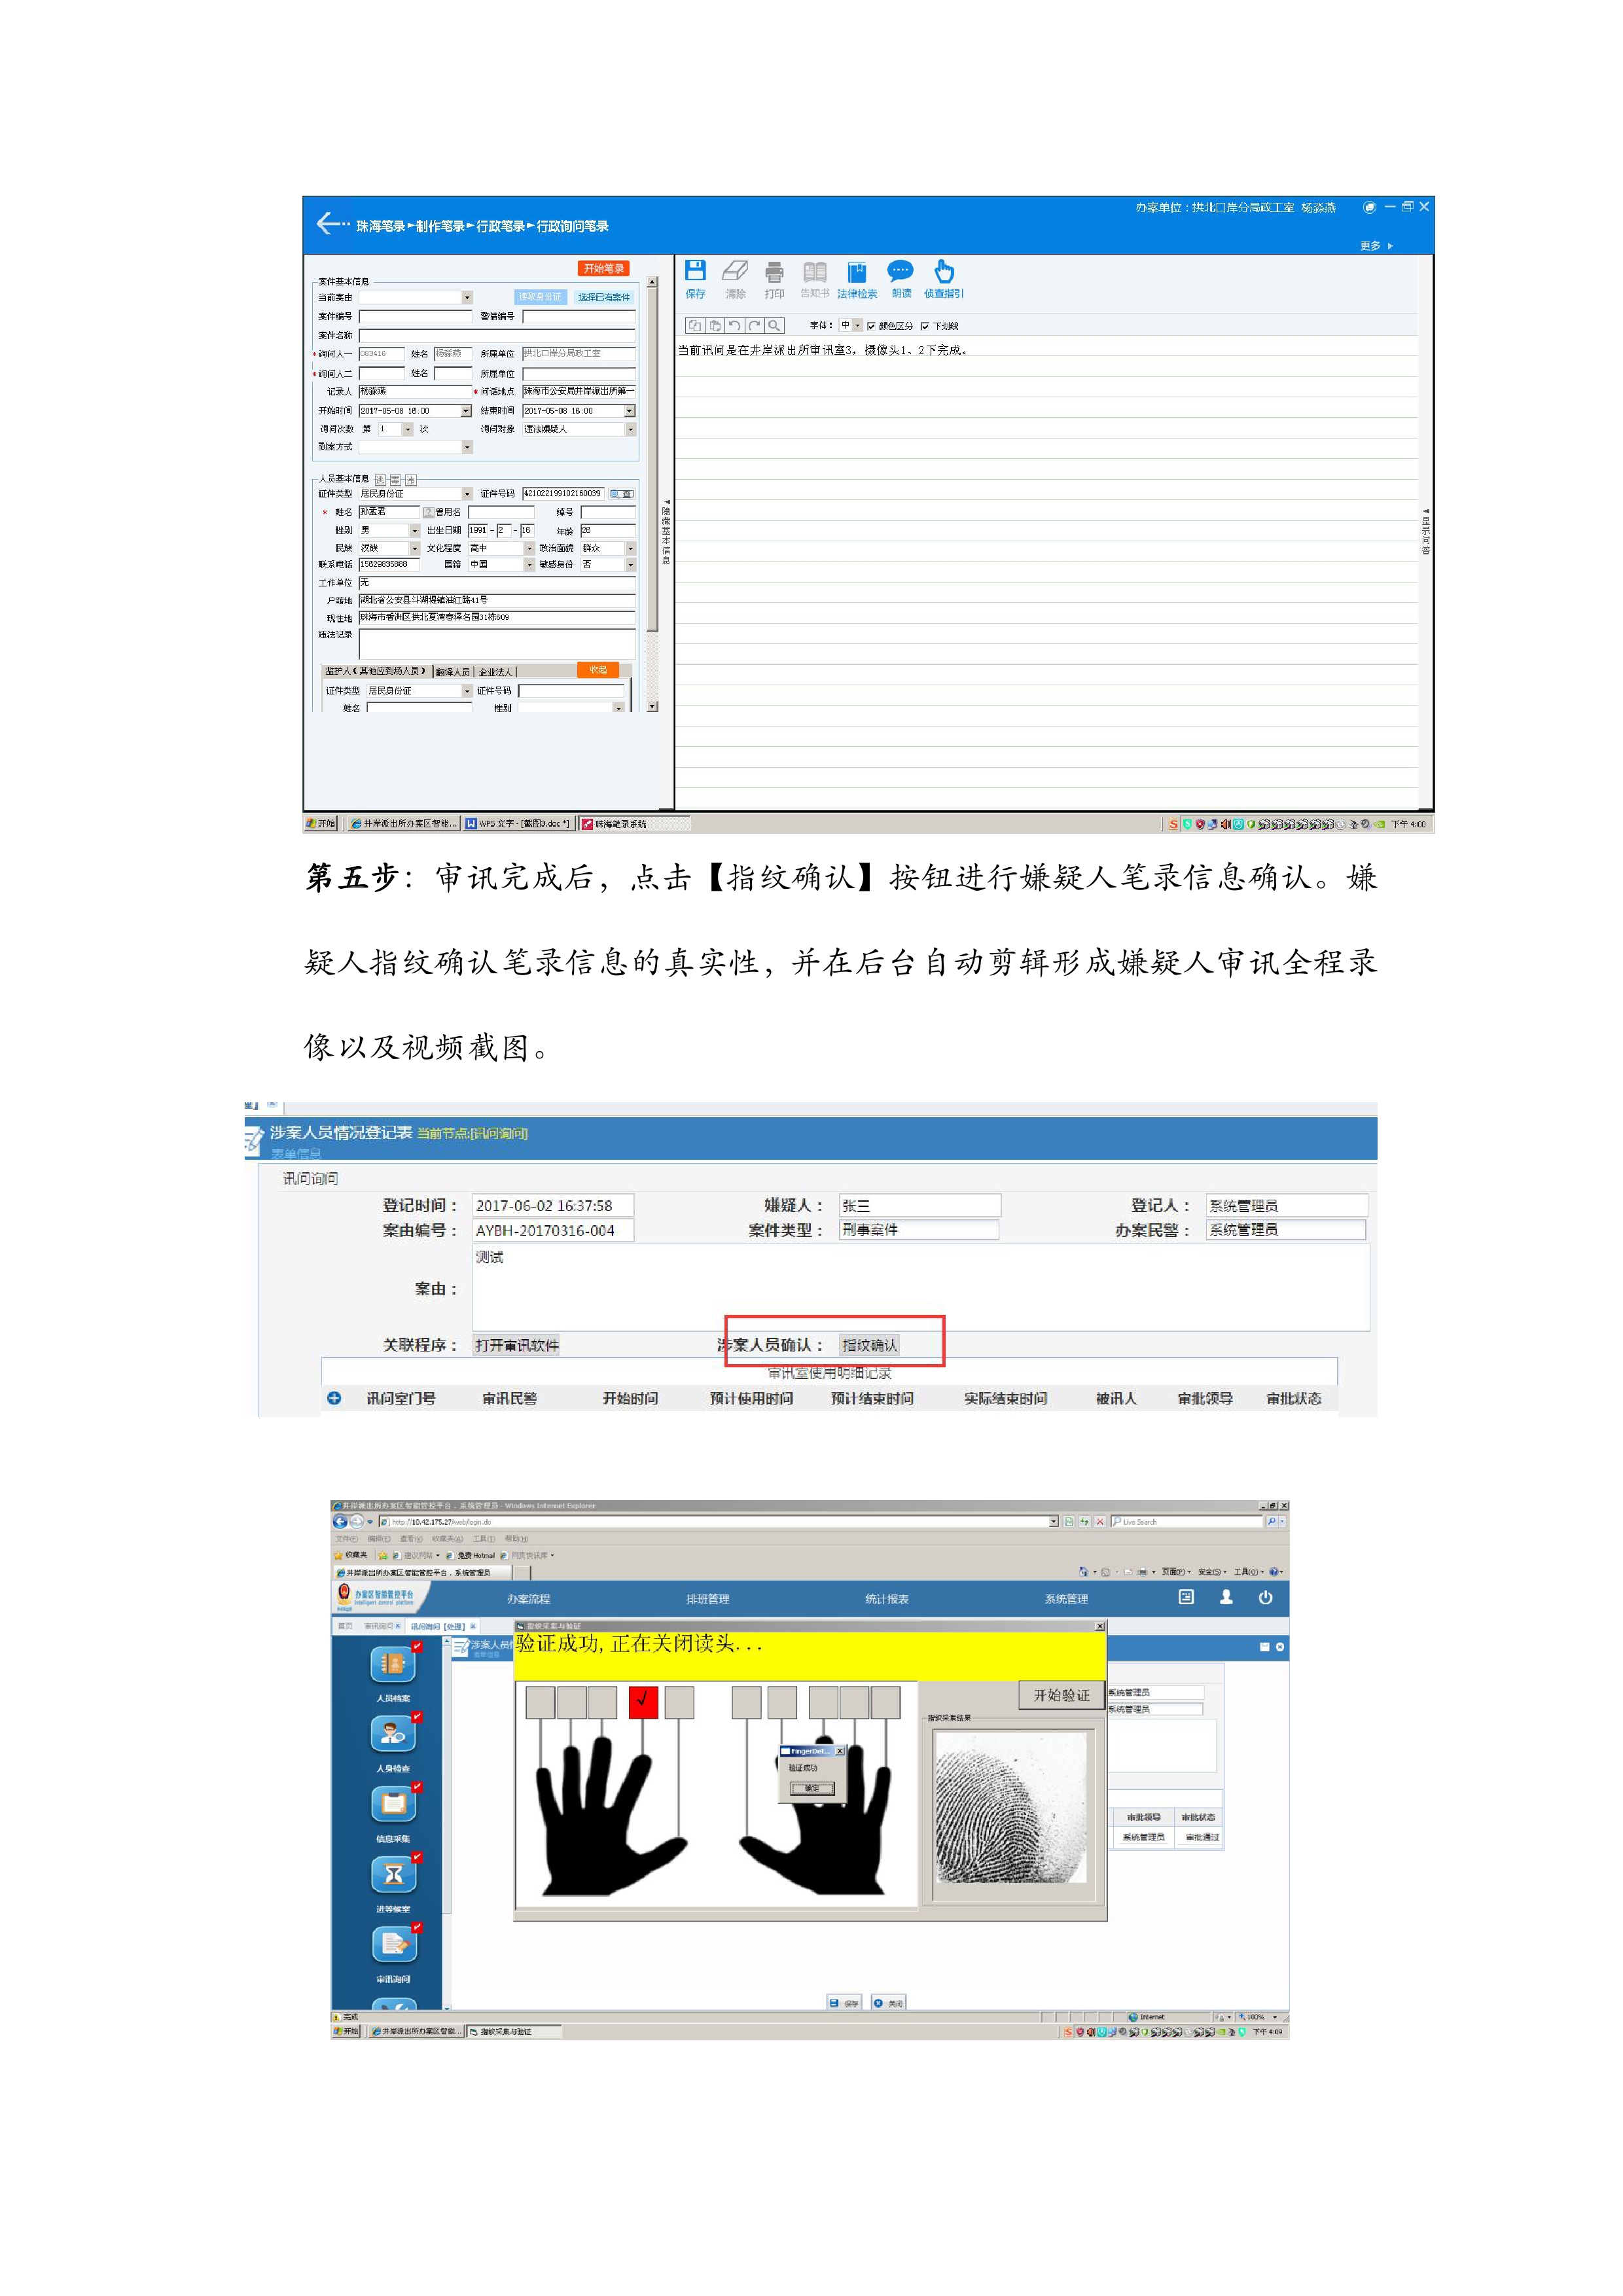 办案单位：拱北口岸分局政工室 杨淼燕
珠海笔录►制作笔录►行政笔录►行政询问笔录
更多
开始笔录
案件基本信息
当前案由 读取身份证 选择已有案件
案件编号 警情编号
案件名称
*询问人一 083416 姓名 杨淼燕 所属单位 拱北口岸分局政工室
*询问人二 姓名 所属单位
记录人 杨淼燕 *问话地点 珠海市公安局井岸派出所第一
开始时间 2017-05-08 16:00 结束时间 2017-05-08 16:00
询问次数 第 1 次 询问对象 违法嫌疑人
到案方式
人员基本信息
证件类型 居民身份证 证件号码 421022199102160039 查
* 姓名 孙孟君 曾用名 绰号
性别 男 出生日期 1991 - 2 - 16 年龄 26
民族 汉族 文化程度 高中 政治面貌 群众
联系电话 15629835888 国籍 中国 敏感身份 否
工作单位 无
户籍地 湖北省公安县斗湖堤镇油江路41号
现住地 珠海市香洲区拱北夏湾春泽名园31栋609
违法记录
监护人(其他应到场人员) 翻译人员 企业法人 收起
证件类型 居民身份证 证件号码
姓名 性别
隐藏基本信息
保存 清除 打印 告知书 法律检索 朗读 侦查指引
字体： 中 颜色区分 下划线
当前讯问是在井岸派出所审讯室3，摄像头1、2下完成。
显示问答
开始 井岸派出所办案区智能... WPS 文字 - [截图3.doc *] 珠海笔录系统 下午 4:00
第五步：审讯完成后，点击【指纹确认】按钮进行嫌疑人笔录信息确认。嫌
疑人指纹确认笔录信息的真实性，并在后台自动剪辑形成嫌疑人审讯全程录
像以及视频截图。
涉案人员情况登记表 当前节点:[讯问询问]
表单信息
讯问询问
登记时间： 2017-06-02 16:37:58 嫌疑人： 张三 登记人： 系统管理员
案由编号： AYBH-20170316-004 案件类型： 刑事案件 办案民警： 系统管理员
案由： 测试
关联程序： 打开审讯软件 涉案人员确认： 指纹确认
审讯室使用明细记录
讯问室门号 审讯民警 开始时间 预计使用时间 预计结束时间 实际结束时间 被讯人 审批领导 审批状态
井岸派出所办案区智能管控平台 , 系统管理员 - Windows Internet Explorer
http://10.42.175.27/web/login.do Live Search
文件(F) 编辑(E) 查看(V) 收藏夹(A) 工具(T) 帮助(H)
收藏夹 建议网站 免费 Hotmail 网页快讯库
井岸派出所办案区智能管控平台 , 系统管理员 页面(P) 安全(S) 工具(O)
办案区智能管控平台
Intelligent control platform
办案流程 排班管理 统计报表 系统管理
首页 审讯询问 讯问询问【处理】
指纹采集与验证
验证成功, 正在关闭读头...
开始验证
指纹采集结果
FingerDet...
验证成功
确定
人员档案
人身检查
信息采集
进等候室
审讯询问
系统管理员
系统管理员
审批领导 审批状态
系统管理员 审批通过
保存 关闭
完成 Internet 100%
开始 井岸派出所办案区智能... 指纹采集与验证 下午 4:09